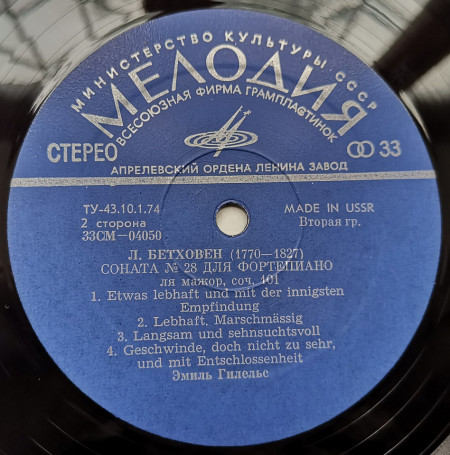 МИНИСТЕРСТВО КУЛЬТУРЫ СССР
МЕЛОДИЯ
ВСЕСОЮЗНАЯ ФИРМА ГРАМПЛАСТИНОК
СТЕРЕО 33
АПРЕЛЕВСКИЙ ОРДЕНА ЛЕНИНА ЗАВОД
ТУ-43.10.1.74 MADE IN USSR
2 сторона Вторая гр.
33СМ—04050
Л. БЕТХОВЕН (1770—1827)
СОНАТА № 28 ДЛЯ ФОРТЕПИАНО
ля мажор, соч. 101
1. Etwas lebhaft und mit der innigsten
Empfindung
2. Lebhaft. Marschmässig
3. Langsam und sehnsuchtsvoll
4. Geschwinde, doch nicht zu sehr,
und mit Entschlossenheit
Эмиль Гилельс